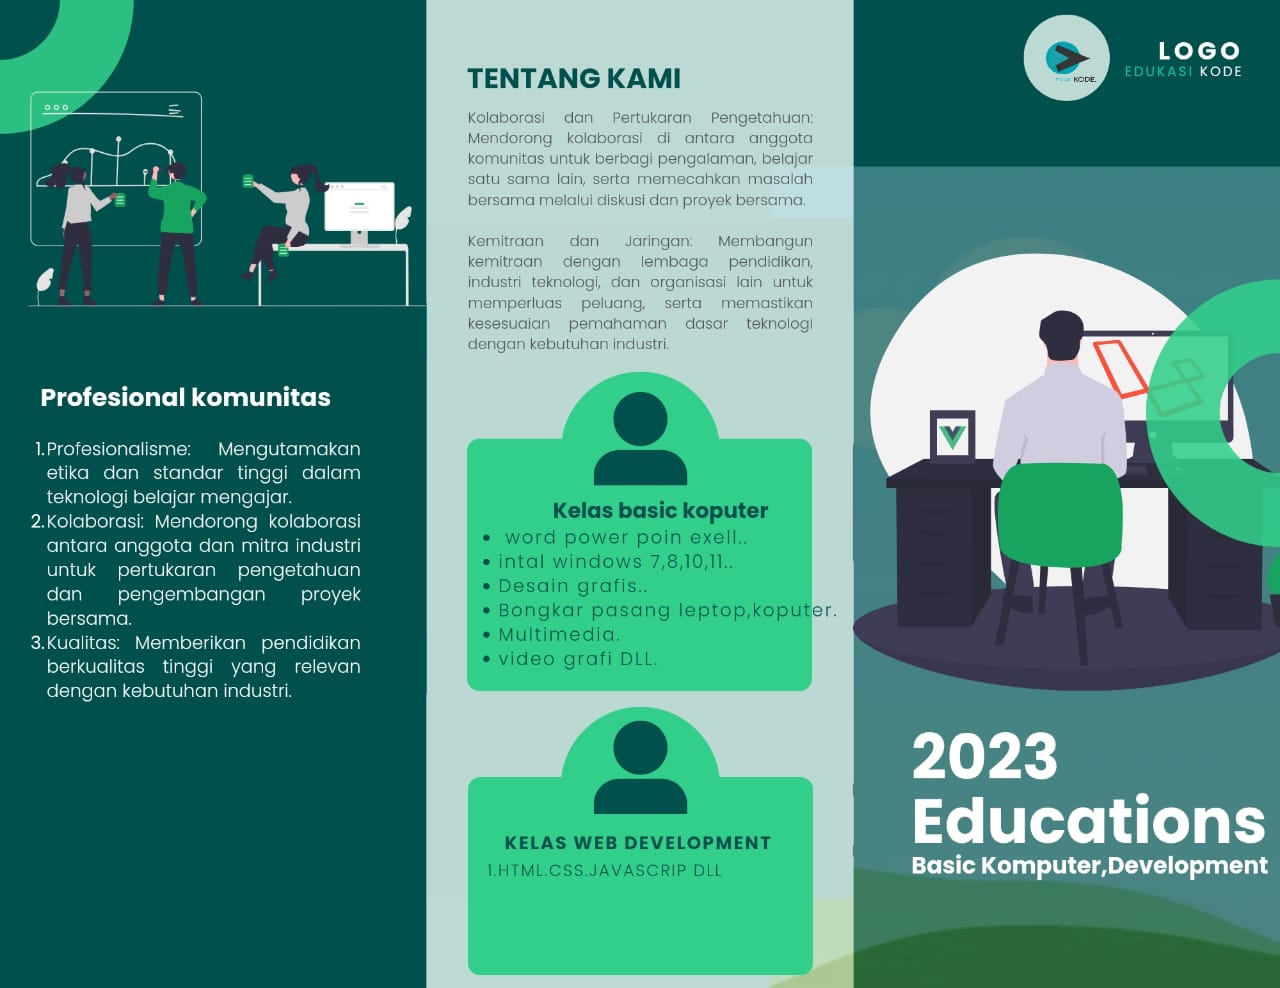 Profesional komunitas
1. Profesionalisme: Mengutamakan
etika dan standar tinggi dalam
teknologi belajar mengajar.
2. Kolaborasi: Mendorong kolaborasi
antara anggota dan mitra industri
untuk pertukaran pengetahuan
dan pengembangan proyek
bersama.
3. Kualitas: Memberikan pendidikan
berkualitas tinggi yang relevan
dengan kebutuhan industri.
TENTANG KAMI
Kolaborasi dan Pertukaran Pengetahuan:
Mendorong kolaborasi di antara anggota
komunitas untuk berbagi pengalaman, belajar
satu sama lain, serta memecahkan masalah
bersama melalui diskusi dan proyek bersama.
Kemitraan dan Jaringan: Membangun
kemitraan dengan lembaga pendidikan,
industri teknologi, dan organisasi lain untuk
memperluas peluang, serta memastikan
kesesuaian pemahaman dasar teknologi
dengan kebutuhan industri.
Kelas basic koputer
• word power poin exell..
• intal windows 7,8,10,11..
• Desain grafis..
• Bongkar pasang leptop,koputer.
• Multimedia.
• video grafi DLL.
KELAS WEB DEVELOPMENT
1.HTML.CSS.JAVASCRIP DLL
KODE.
LOGO
EDUKASI KODE
2023
Educations
Basic Komputer,Development